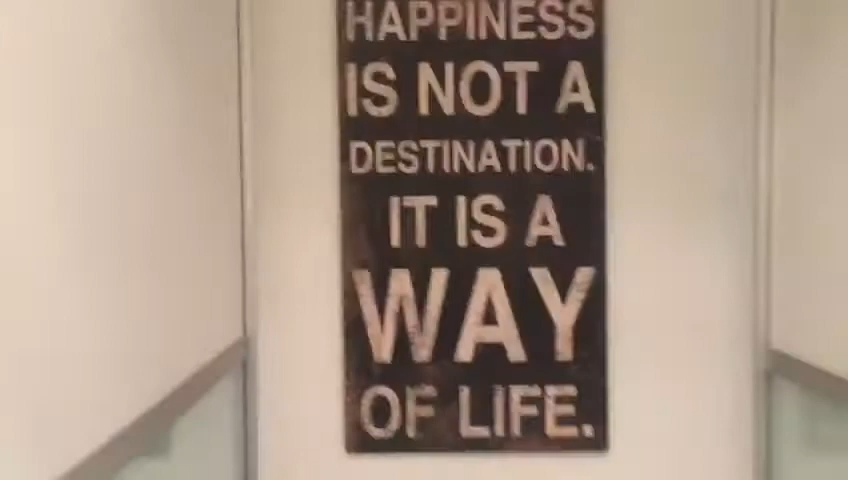 HAPPINESS
IS NOT A
DESTINATION.
IT IS A
WAY
OF LIFE.